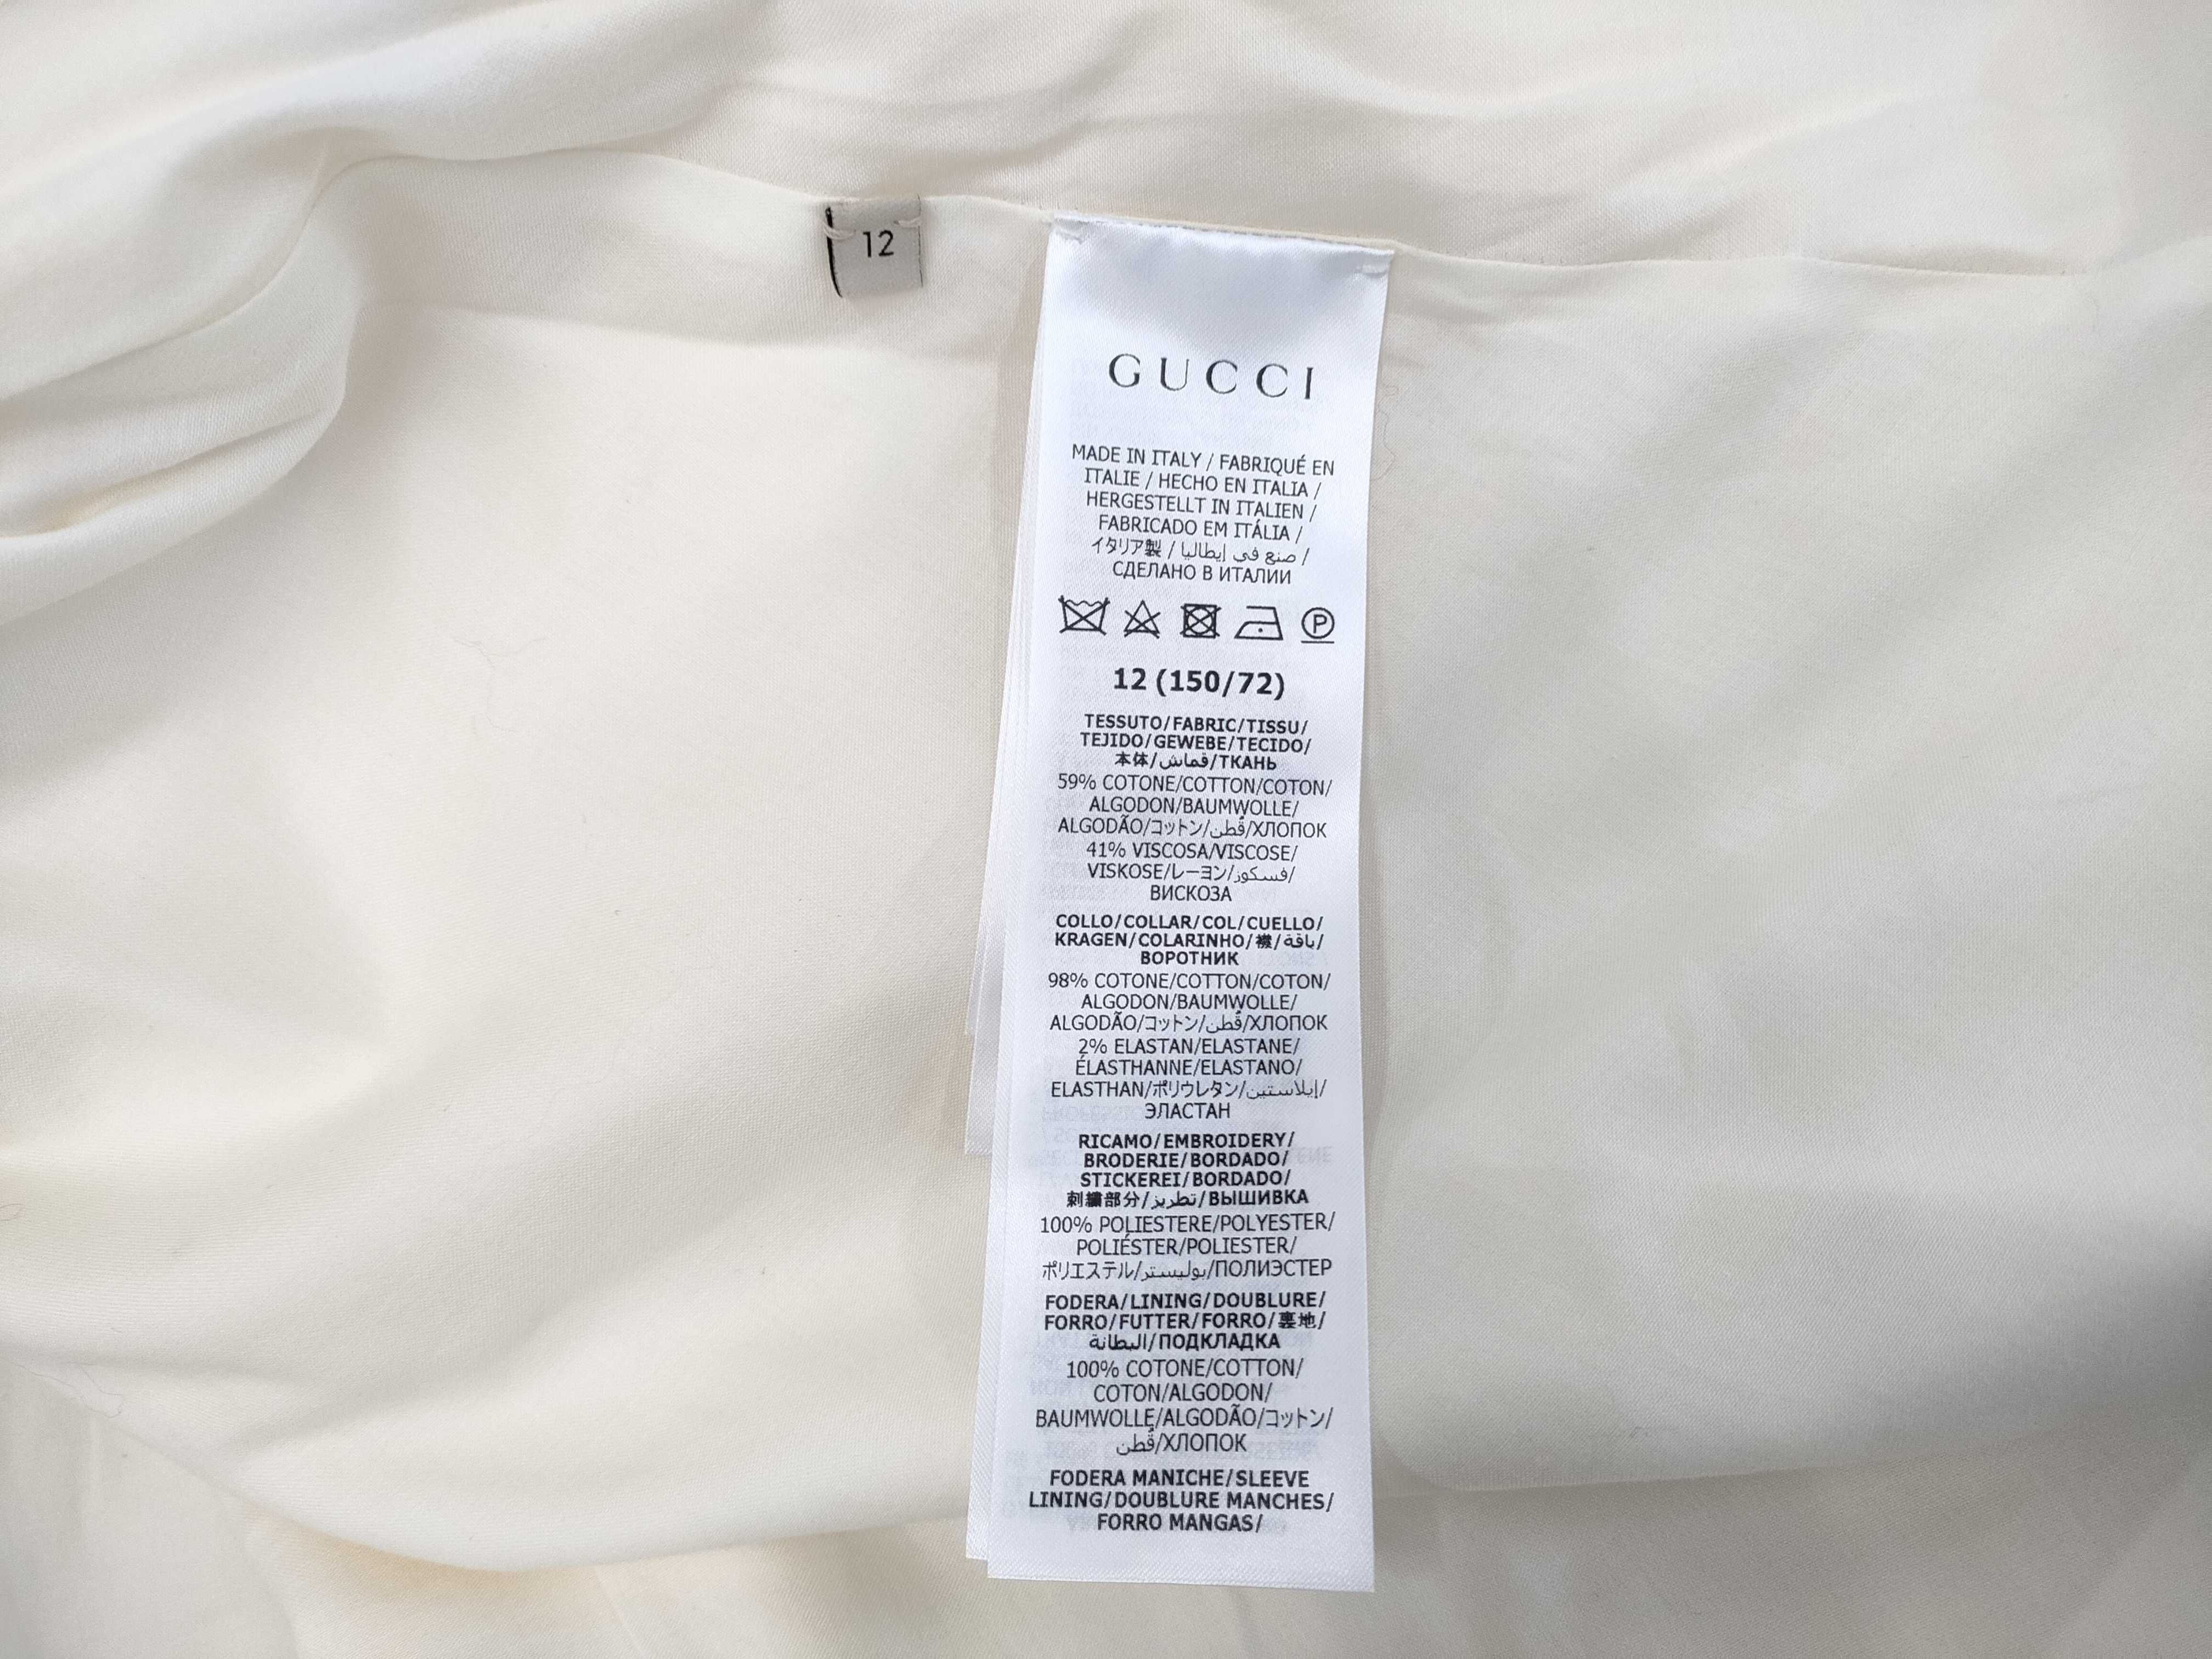 12
GUCCI
MADE IN ITALY / FABRIQUÉ EN
ITALIE / HECHO EN ITALIA /
HERGESTELLT IN ITALIEN /
FABRICADO EM ITÁLIA /
イタリア製 / صنع في إيطاليا /
СДЕЛАНО В ИТАЛИИ
P
12 (150/72)
TESSUTO/FABRIC/TISSU/
TEJIDO/GEWEBE/TECIDO/
本体/قماش/ТКАНЬ
59% COTONE/COTTON/COTON/
ALGODON/BAUMWOLLE/
ALGODÃO/コットン/قُطن/ХЛОПОК
41% VISCOSA/VISCOSE/
VISKOSE/レーヨン/فسكوز/
ВИСКОЗА
COLLO/COLLAR/COL/CUELLO/
KRAGEN/COLARINHO/襟/ياقة/
ВОРОТНИК
98% COTONE/COTTON/COTON/
ALGODON/BAUMWOLLE/
ALGODÃO/コットン/قُطن/ХЛОПОК
2% ELASTAN/ELASTANE/
ÉLASTHANNE/ELASTANO/
ELASTHAN/ポリウレタン/إيلاستين/
ЭЛАСТАН
RICAMO/EMBROIDERY/
BRODERIE/BORDADO/
STICKEREI/BORDADO/
刺繍部分/تطريز/ВЫШИВКА
100% POLIESTERE/POLYESTER/
POLIÉSTER/POLIESTER/
ポリエステル/بوليستر/ПОЛИЭСТЕР
FODERA/LINING/DOUBLURE/
FORRO/FUTTER/FORRO/裏地/
البطانة/ПОДКЛАДКА
100% COTONE/COTTON/
COTON/ALGODON/
BAUMWOLLE/ALGODÃO/コットン/
قُطن/ХЛОПОК
FODERA MANICHE/SLEEVE
LINING/DOUBLURE MANCHES/
FORRO MANGAS/